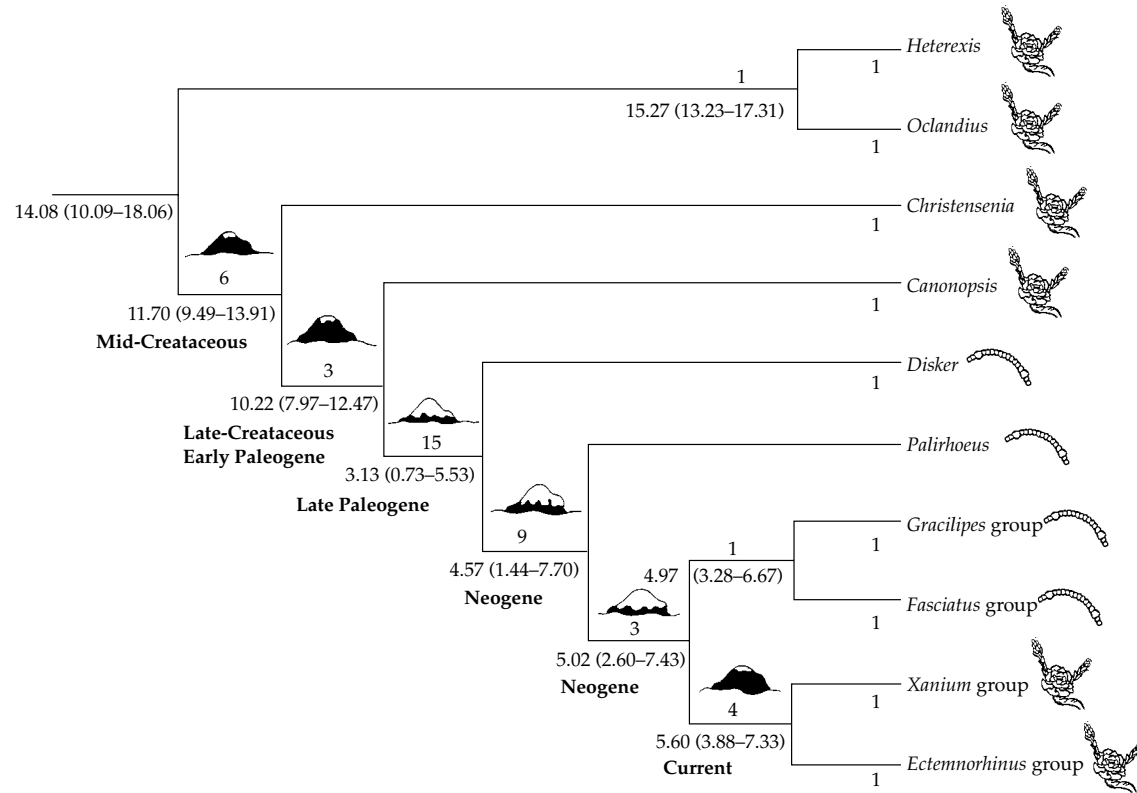 Heterexis
1
1
15.27 (13.23–17.31)
Oclandius
1
14.08 (10.09–18.06)
Christensenia
1
6
11.70 (9.49–13.91)
Mid-Creataceous
Canonopsis
1
3
10.22 (7.97–12.47)
Late-Creataceous
Early Paleogene
Disker
1
15
3.13 (0.73–5.53)
Late Paleogene
Palirhoeus
1
9
4.57 (1.44–7.70)
Neogene
Gracilipes group
1
1
4.97 (3.28–6.67)
Fasciatus group
1
3
5.02 (2.60–7.43)
Neogene
Xanium group
1
4
5.60 (3.88–7.33)
Current
Ectemnorhinus group
1